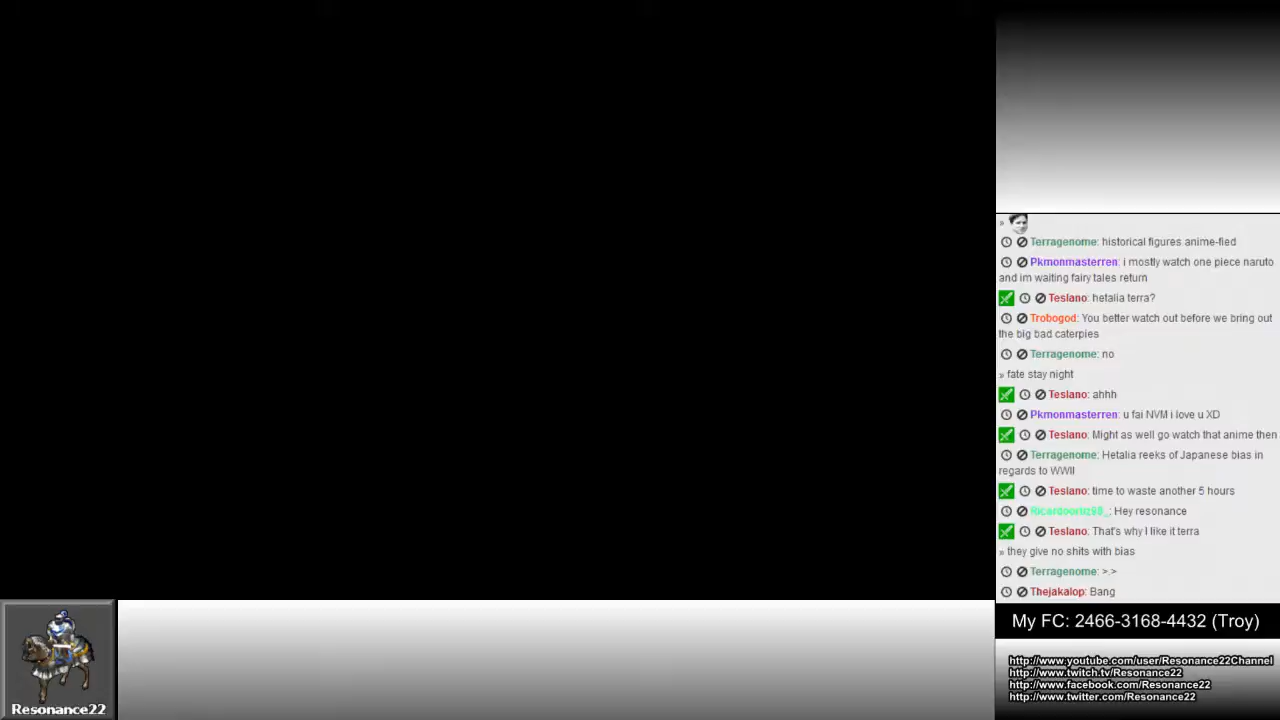 »
Terragenome: historical figures anime-fied
Pkmonmasterren: i mostly watch one piece naruto
and im waiting fairy tales return
Teslano: hetalia terra?
Trobogod: You better watch out before we bring out
the big bad caterpies
Terragenome: no
» fate stay night
Teslano: ahhh
Pkmonmasterren: u fai NVM i love u XD
Teslano: Might as well go watch that anime then
Terragenome: Hetalia reeks of Japanese bias in
regards to WWII
Teslano: time to waste another 5 hours
Hey resonance
Teslano: That's why I like it terra
» they give no shits with bias
Terragenome: >.>
Thejakalop: Bang
My FC: 2466-3168-4432 (Troy)
http://www.youtube.com/user/Resonance22Channel
http://www.twitch.tv/Resonance22
http://www.facebook.com/Resonance22
http://www.twitter.com/Resonance22
Resonance22